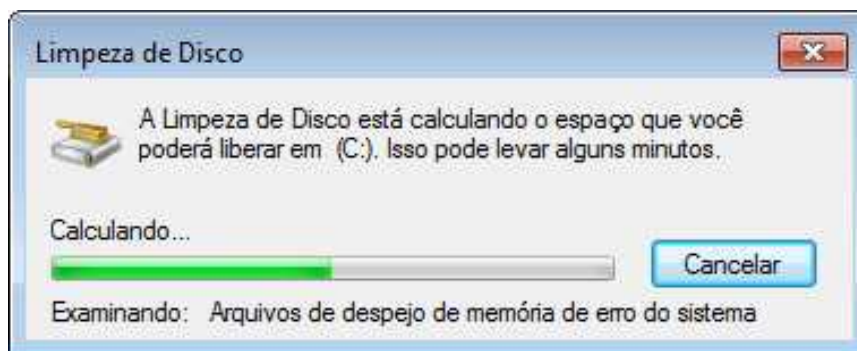 Limpeza de Disco
A Limpeza de Disco está calculando o espaço que você
poderá liberar em (C:). Isso pode levar alguns minutos.
Calculando...
Cancelar
Examinando: Arquivos de despejo de memória de erro do sistema